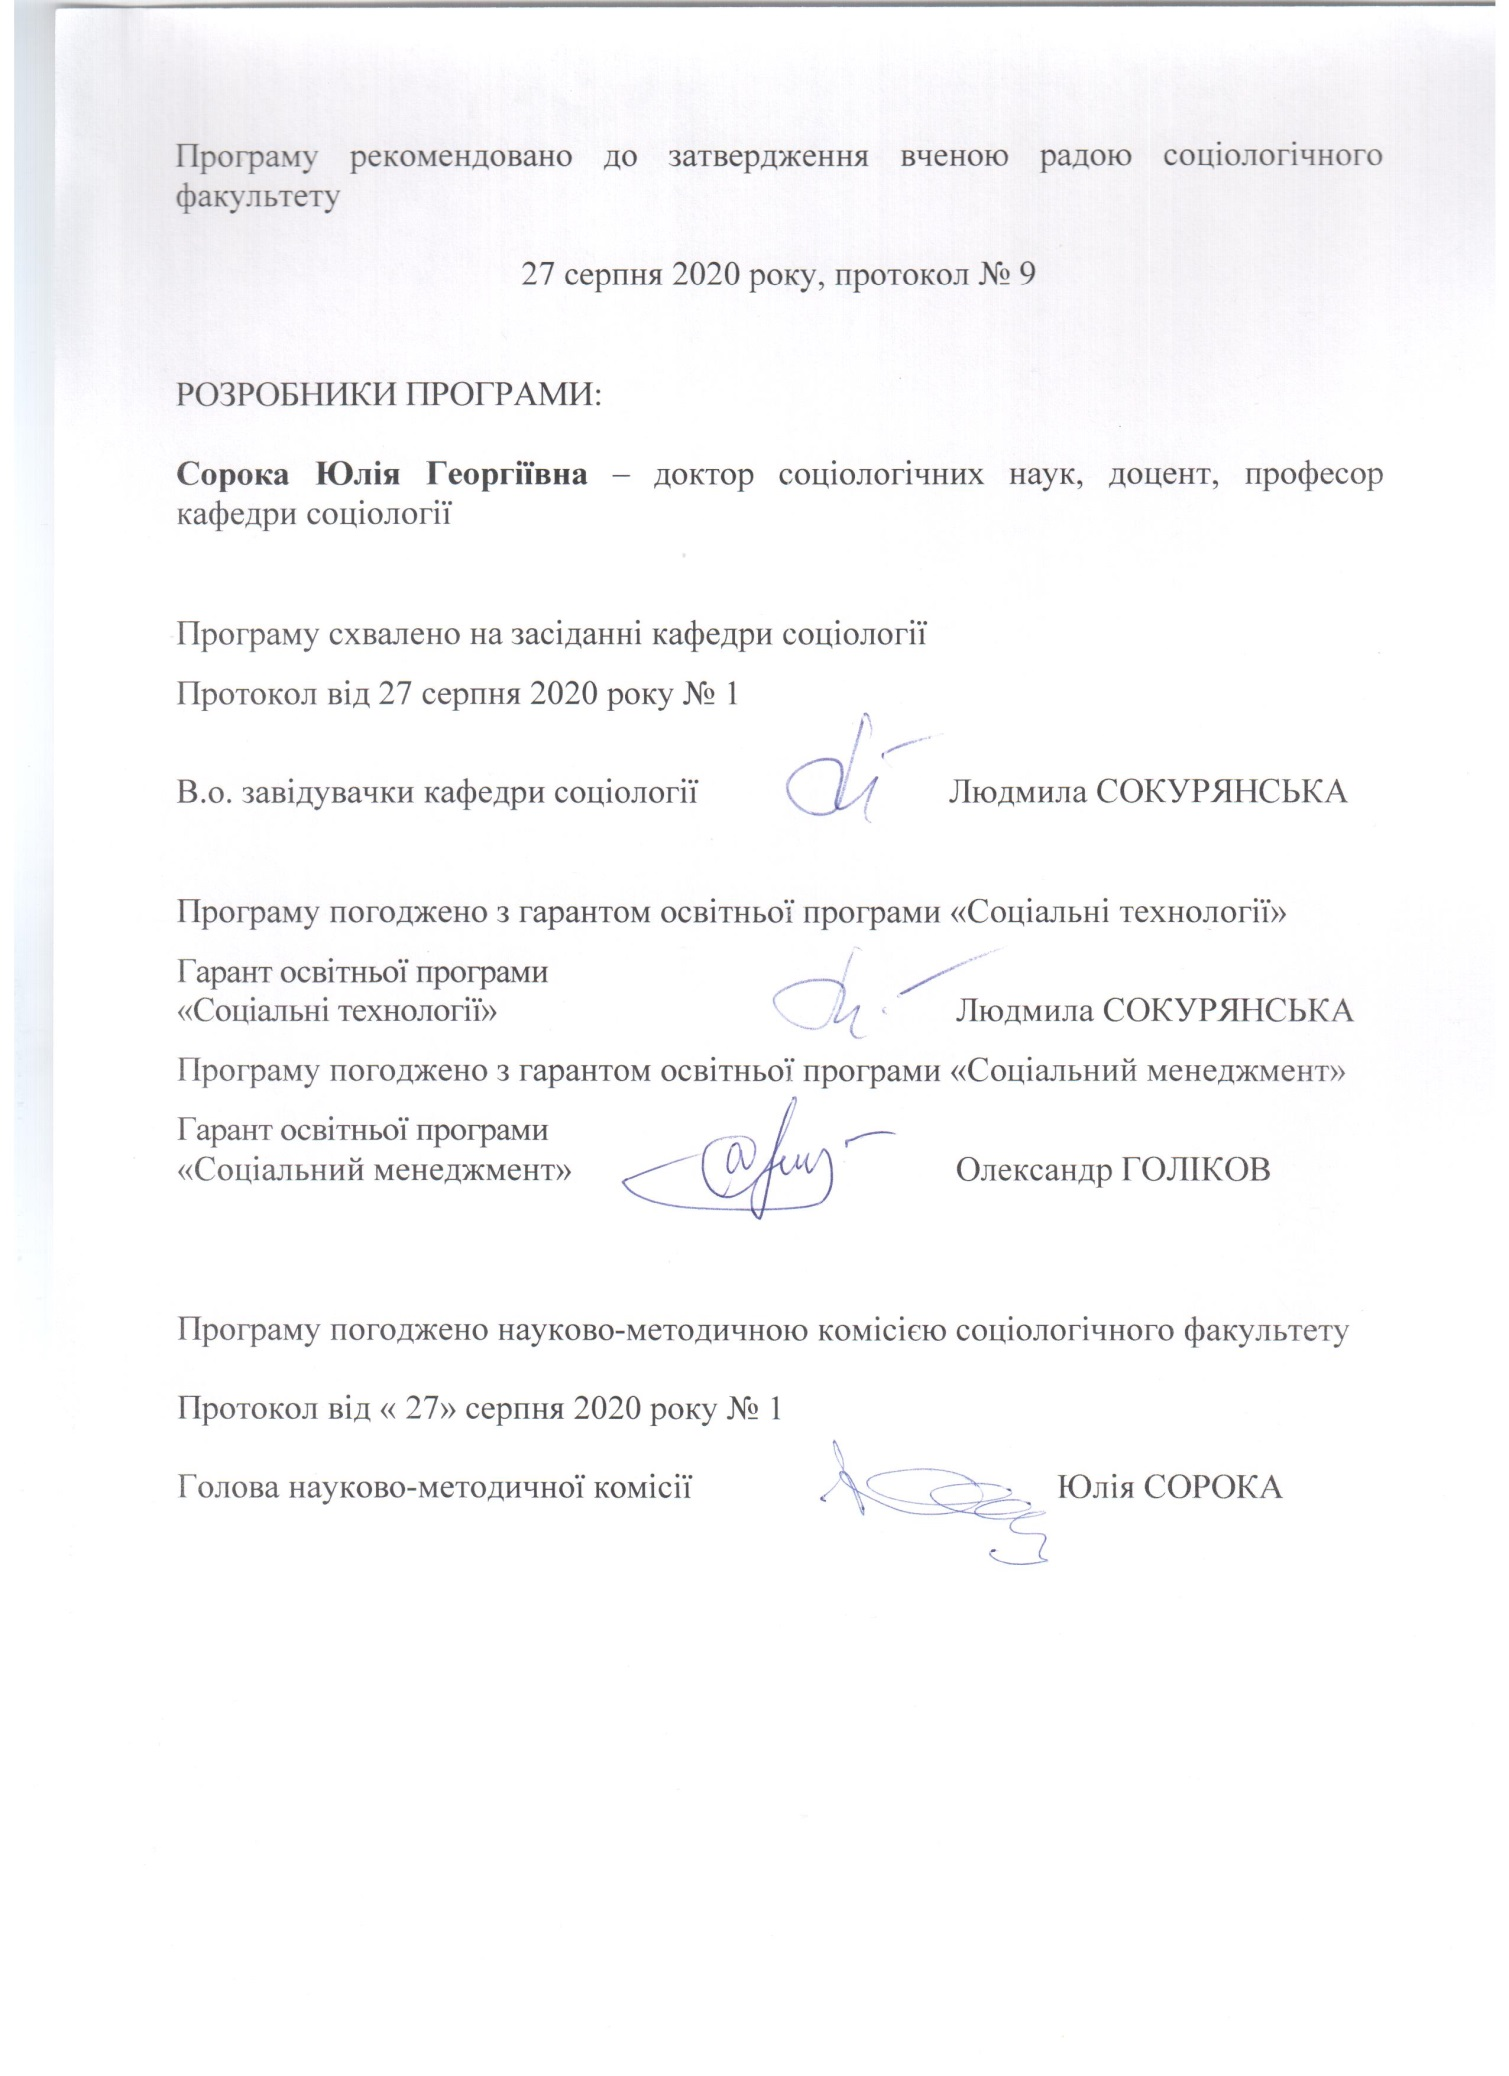 Програму рекомендовано до затвердження вченою радою соціологічного
факультету
27 серпня 2020 року, протокол № 9
РОЗРОБНИКИ ПРОГРАМИ:
Сорока Юлія Георгіївна – доктор соціологічних наук, доцент, професор
кафедри соціології
Програму схвалено на засіданні кафедри соціології
Протокол від 27 серпня 2020 року № 1
В.о. завідувачки кафедри соціології Людмила СОКУРЯНСЬКА
Програму погоджено з гарантом освітньої програми «Соціальні технології»
Гарант освітньої програми
«Соціальні технології» Людмила СОКУРЯНСЬКА
Програму погоджено з гарантом освітньої програми «Соціальний менеджмент»
Гарант освітньої програми
«Соціальний менеджмент» Олександр ГОЛІКОВ
Програму погоджено науково-методичною комісією соціологічного факультету
Протокол від « 27» серпня 2020 року № 1
Голова науково-методичної комісії Юлія СОРОКА